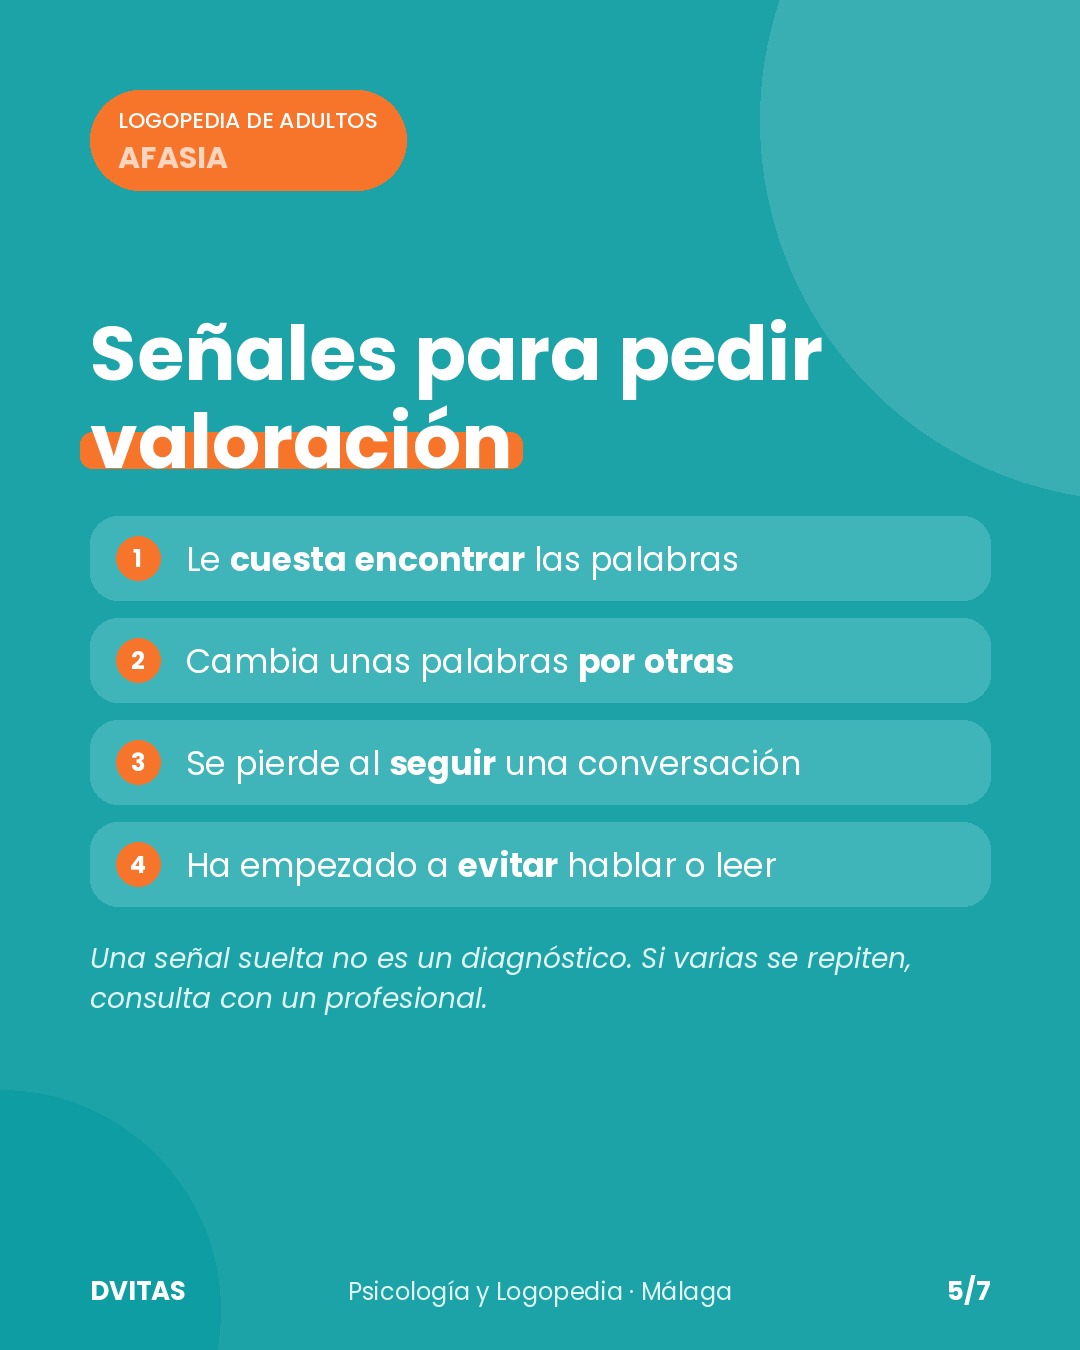 LOGOPEDIA DE ADULTOS
AFASIA
Señales para pedir
valoración
1 Le cuesta encontrar las palabras
2 Cambia unas palabras por otras
3 Se pierde al seguir una conversación
4 Ha empezado a evitar hablar o leer
Una señal suelta no es un diagnóstico. Si varias se repiten,
consulta con un profesional.
DVITAS Psicología y Logopedia · Málaga 5/7